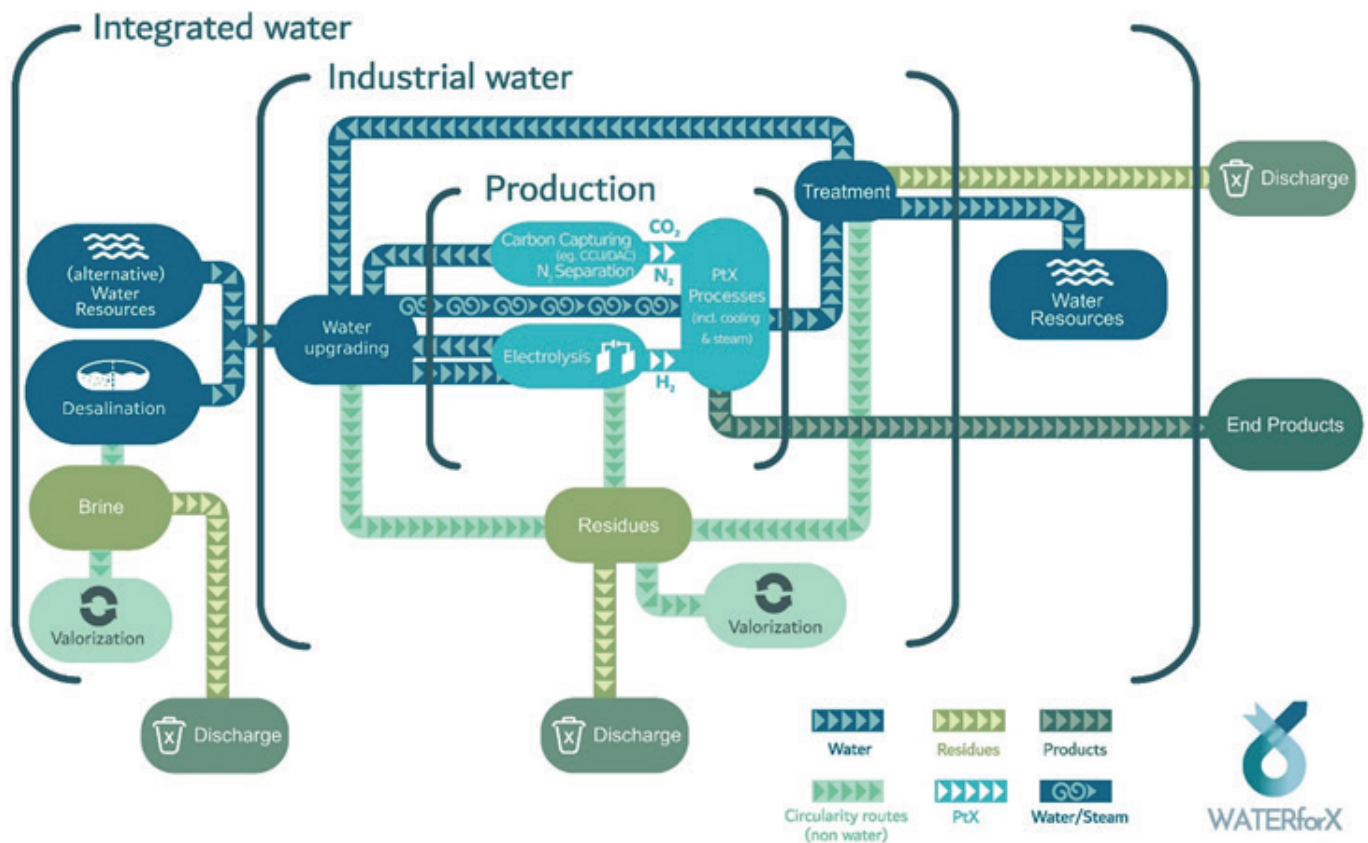 Integrated water
Industrial water
Production
(alternative)
Water
Resources
Desalination
Brine
Valorization
Discharge
Water
upgrading
Carbon Capturing
(eg. CCU/DAC)
N₂ Separation
CO₂
N₂
Electrolysis
H₂
PtX
Processes
(incl. cooling
& steam)
Treatment
Residues
Valorization
Discharge
Water
Resources
Discharge
End Products
Water
Residues
Products
Circularity routes
(non water)
PtX
Water/Steam
WATERforX